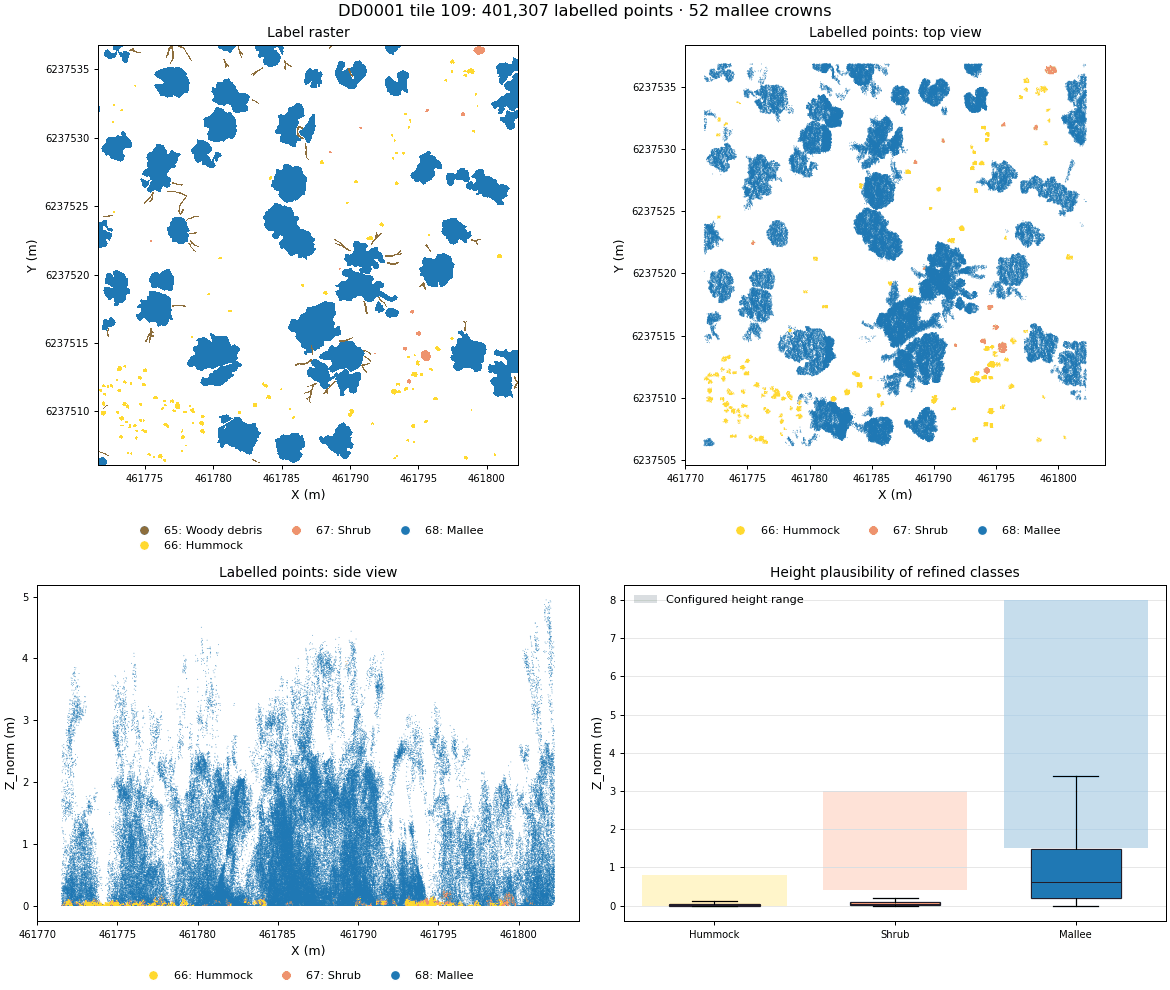 DD0001 tile 109: 401,307 labelled points · 52 mallee crowns
Label raster
6237535
6237530
6237525
6237520
6237515
6237510
Y (m)
461775 461780 461785 461790 461795 461800
X (m)
65: Woody debris 67: Shrub 68: Mallee
66: Hummock
Labelled points: top view
6237535
6237530
6237525
6237520
6237515
6237510
6237505
Y (m)
461770 461775 461780 461785 461790 461795 461800
X (m)
66: Hummock 67: Shrub 68: Mallee
Labelled points: side view
5
4
3
2
1
0
Z_norm (m)
461770 461775 461780 461785 461790 461795 461800
X (m)
66: Hummock 67: Shrub 68: Mallee
Height plausibility of refined classes
Configured height range
8
7
6
5
4
3
2
1
0
Z_norm (m)
Hummock Shrub Mallee